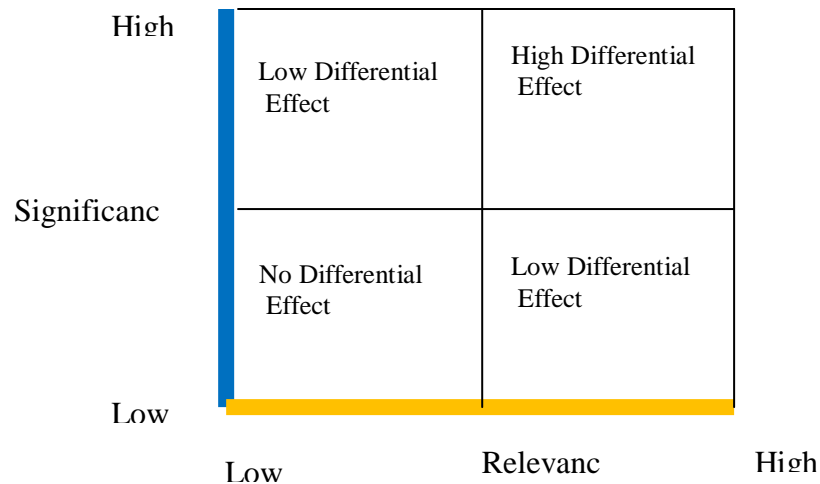 High
Low Differential
Effect
High Differential
Effect
Significanc
No Differential
Effect
Low Differential
Effect
Low
Low
Relevanc
High